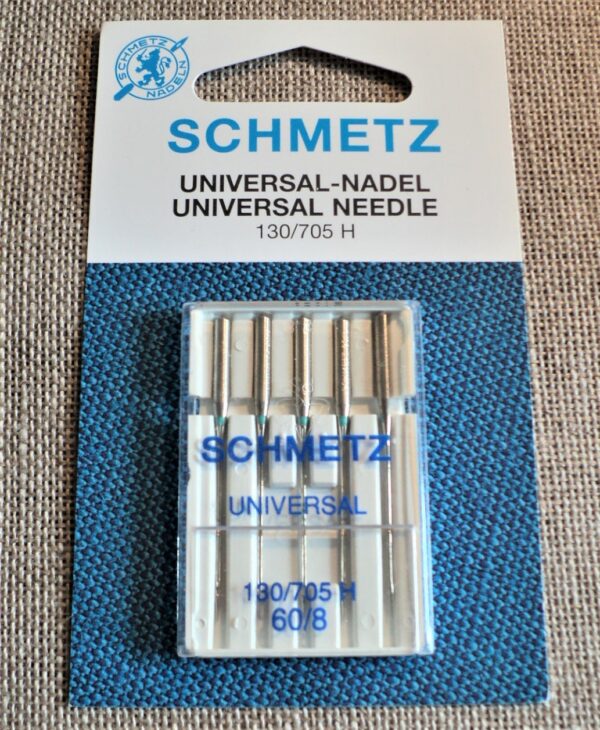 SCHMETZ
NADELN
SCHMETZ
UNIVERSAL-NADEL
UNIVERSAL NEEDLE
130/705 H
SCHMETZ
UNIVERSAL
130/705 H
60/8